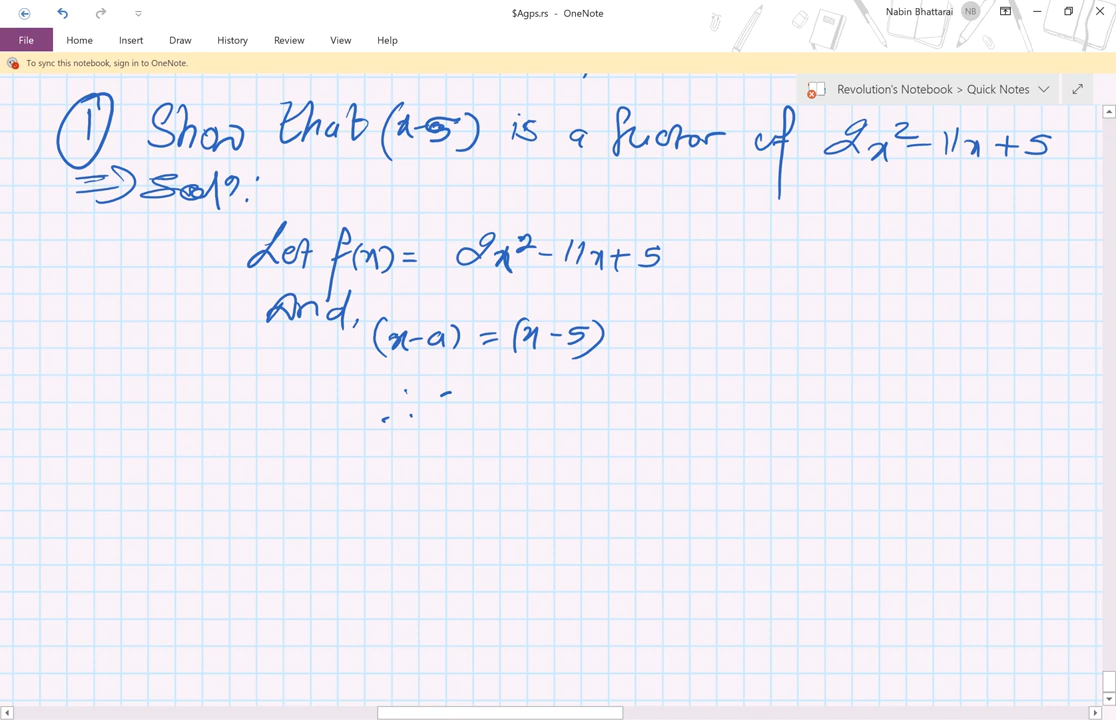 $Agps.rs - OneNote
Nabin Bhattarai NB
File Home Insert Draw History Review View Help
To sync this notebook, sign in to OneNote.
Revolution's Notebook > Quick Notes
① Show that (x-5) is a factor of 2x² - 11x + 5
⇒ Solⁿ:
Let f(x) = 2x² - 11x + 5
And,
(x-a) = (x-5)
∴ -